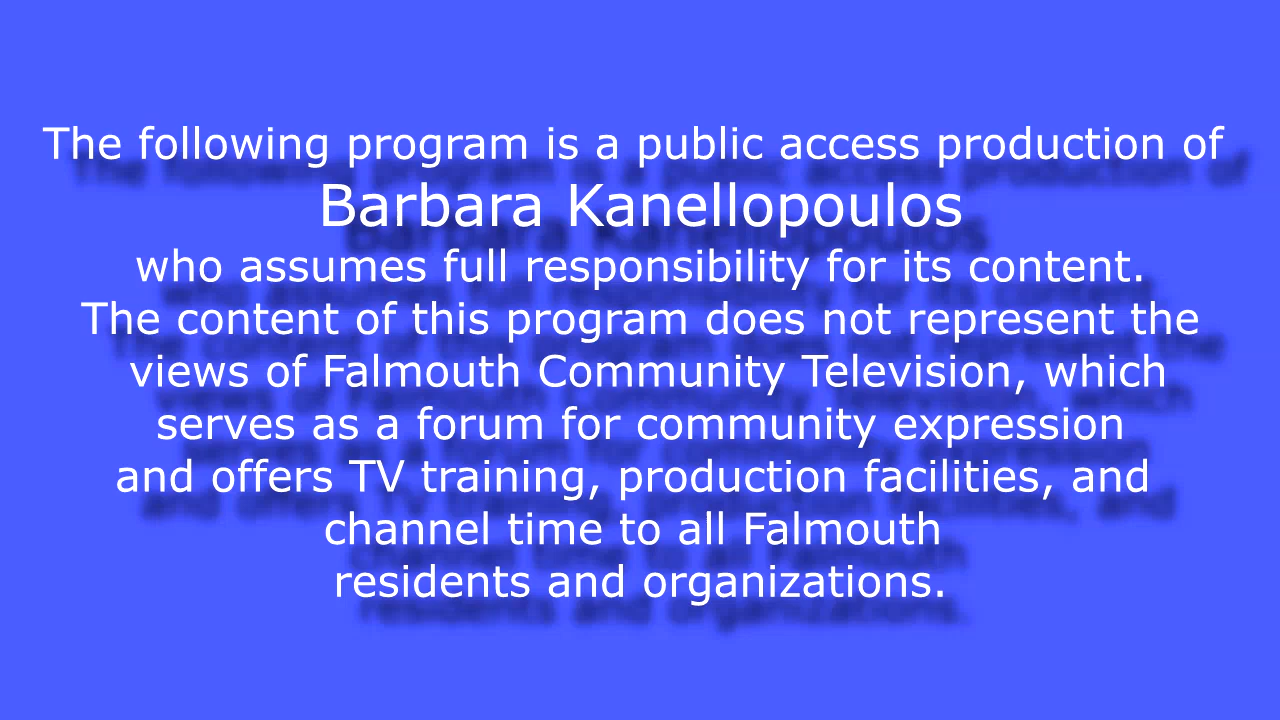 The following program is a public access production of
Barbara Kanellopoulos
who assumes full responsibility for its content.
The content of this program does not represent the
views of Falmouth Community Television, which
serves as a forum for community expression
and offers TV training, production facilities, and
channel time to all Falmouth
residents and organizations.